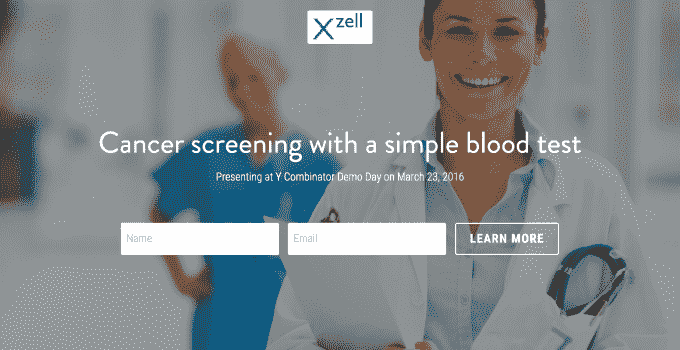 Xzell
Cancer screening with a simple blood test
Presenting at Y Combinator Demo Day on March 23, 2016
Name Email LEARN MORE